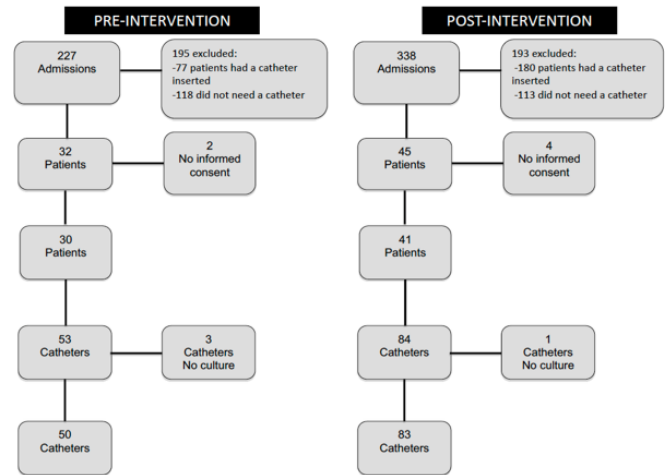 PRE-INTERVENTION
227
Admissions
195 excluded:
-77 patients had a catheter
inserted
-118 did not need a catheter
32
Patients
2
No informed
consent
30
Patients
53
Catheters
3
Catheters
No culture
50
Catheters
POST-INTERVENTION
338
Admissions
193 excluded:
-180 patients had a catheter
inserted
-113 did not need a catheter
45
Patients
4
No informed
consent
41
Patients
84
Catheters
1
Catheters
No culture
83
Catheters